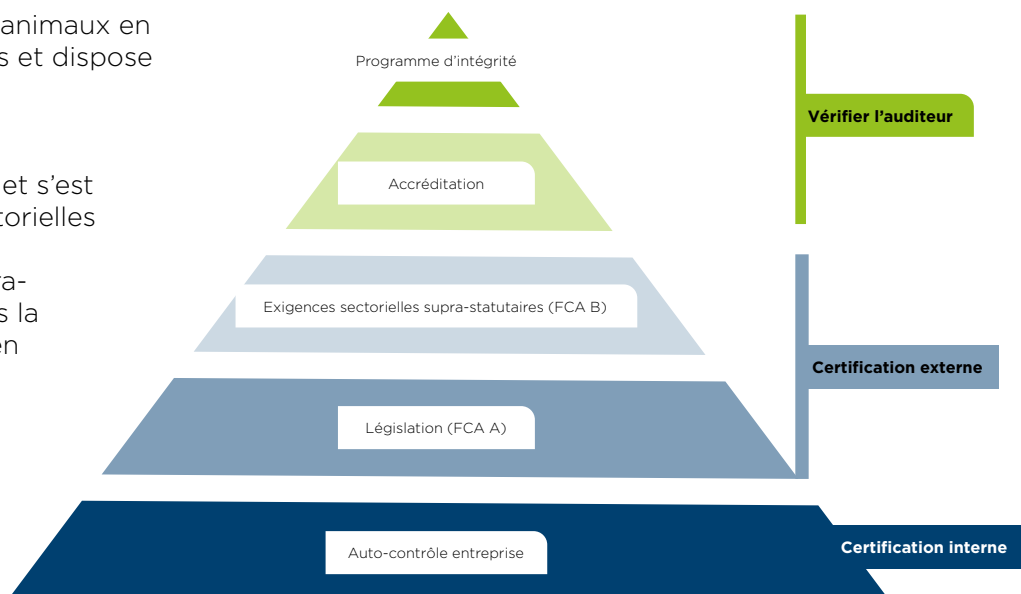 animaux en
s et dispose
et s'est
torielles
ra-
s la
en
Programme d'intégrité
Accréditation
Exigences sectorielles supra-statutaires (FCA B)
Législation (FCA A)
Auto-contrôle entreprise
Vérifier l'auditeur
Certification externe
Certification interne